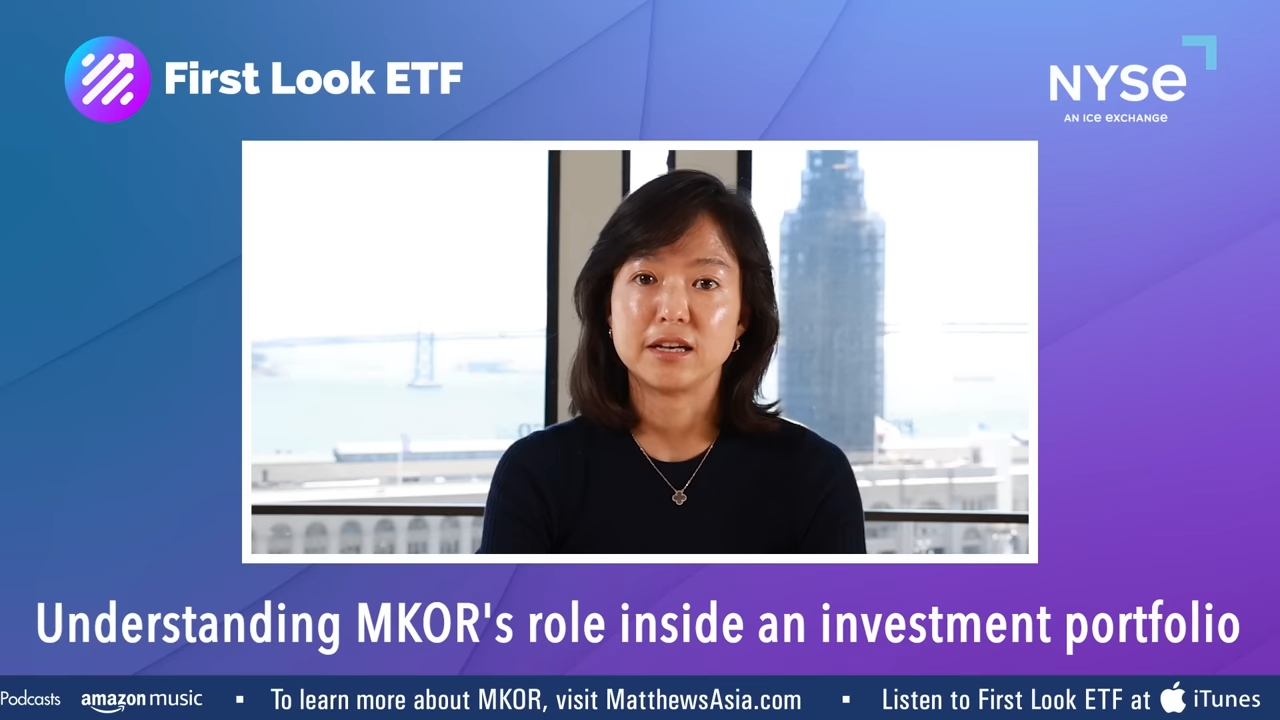 First Look ETF
NYSE
AN ICE EXCHANGE
Understanding MKOR's role inside an investment portfolio
Podcasts amazon music ▪ To learn more about MKOR, visit MatthewsAsia.com ▪ Listen to First Look ETF at iTunes